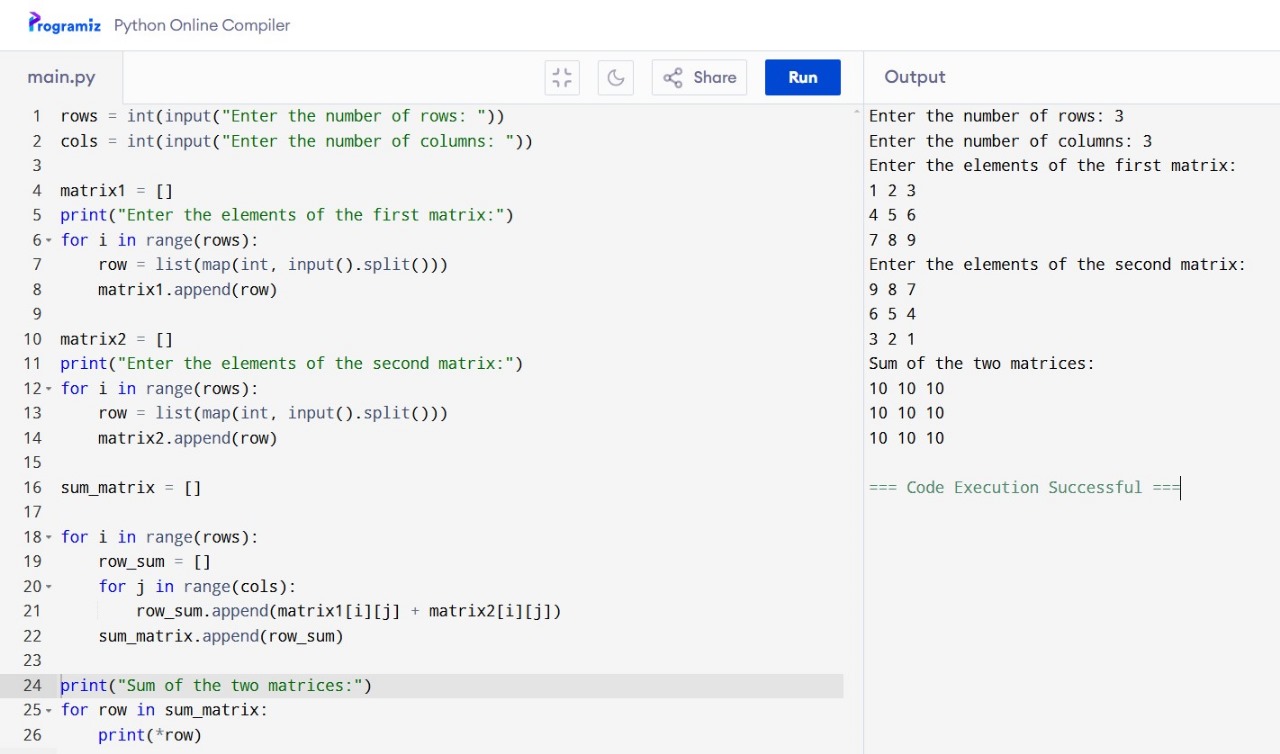 Programiz Python Online Compiler
main.py
Share
Run
Output
1 rows = int(input("Enter the number of rows: "))
2 cols = int(input("Enter the number of columns: "))
3
4 matrix1 = []
5 print("Enter the elements of the first matrix:")
6 for i in range(rows):
7     row = list(map(int, input().split()))
8     matrix1.append(row)
9
10 matrix2 = []
11 print("Enter the elements of the second matrix:")
12 for i in range(rows):
13     row = list(map(int, input().split()))
14     matrix2.append(row)
15
16 sum_matrix = []
17
18 for i in range(rows):
19     row_sum = []
20     for j in range(cols):
21         row_sum.append(matrix1[i][j] + matrix2[i][j])
22     sum_matrix.append(row_sum)
23
24 print("Sum of the two matrices:")
25 for row in sum_matrix:
26     print(*row)
Enter the number of rows: 3
Enter the number of columns: 3
Enter the elements of the first matrix:
1 2 3
4 5 6
7 8 9
Enter the elements of the second matrix:
9 8 7
6 5 4
3 2 1
Sum of the two matrices:
10 10 10
10 10 10
10 10 10
=== Code Execution Successful ===